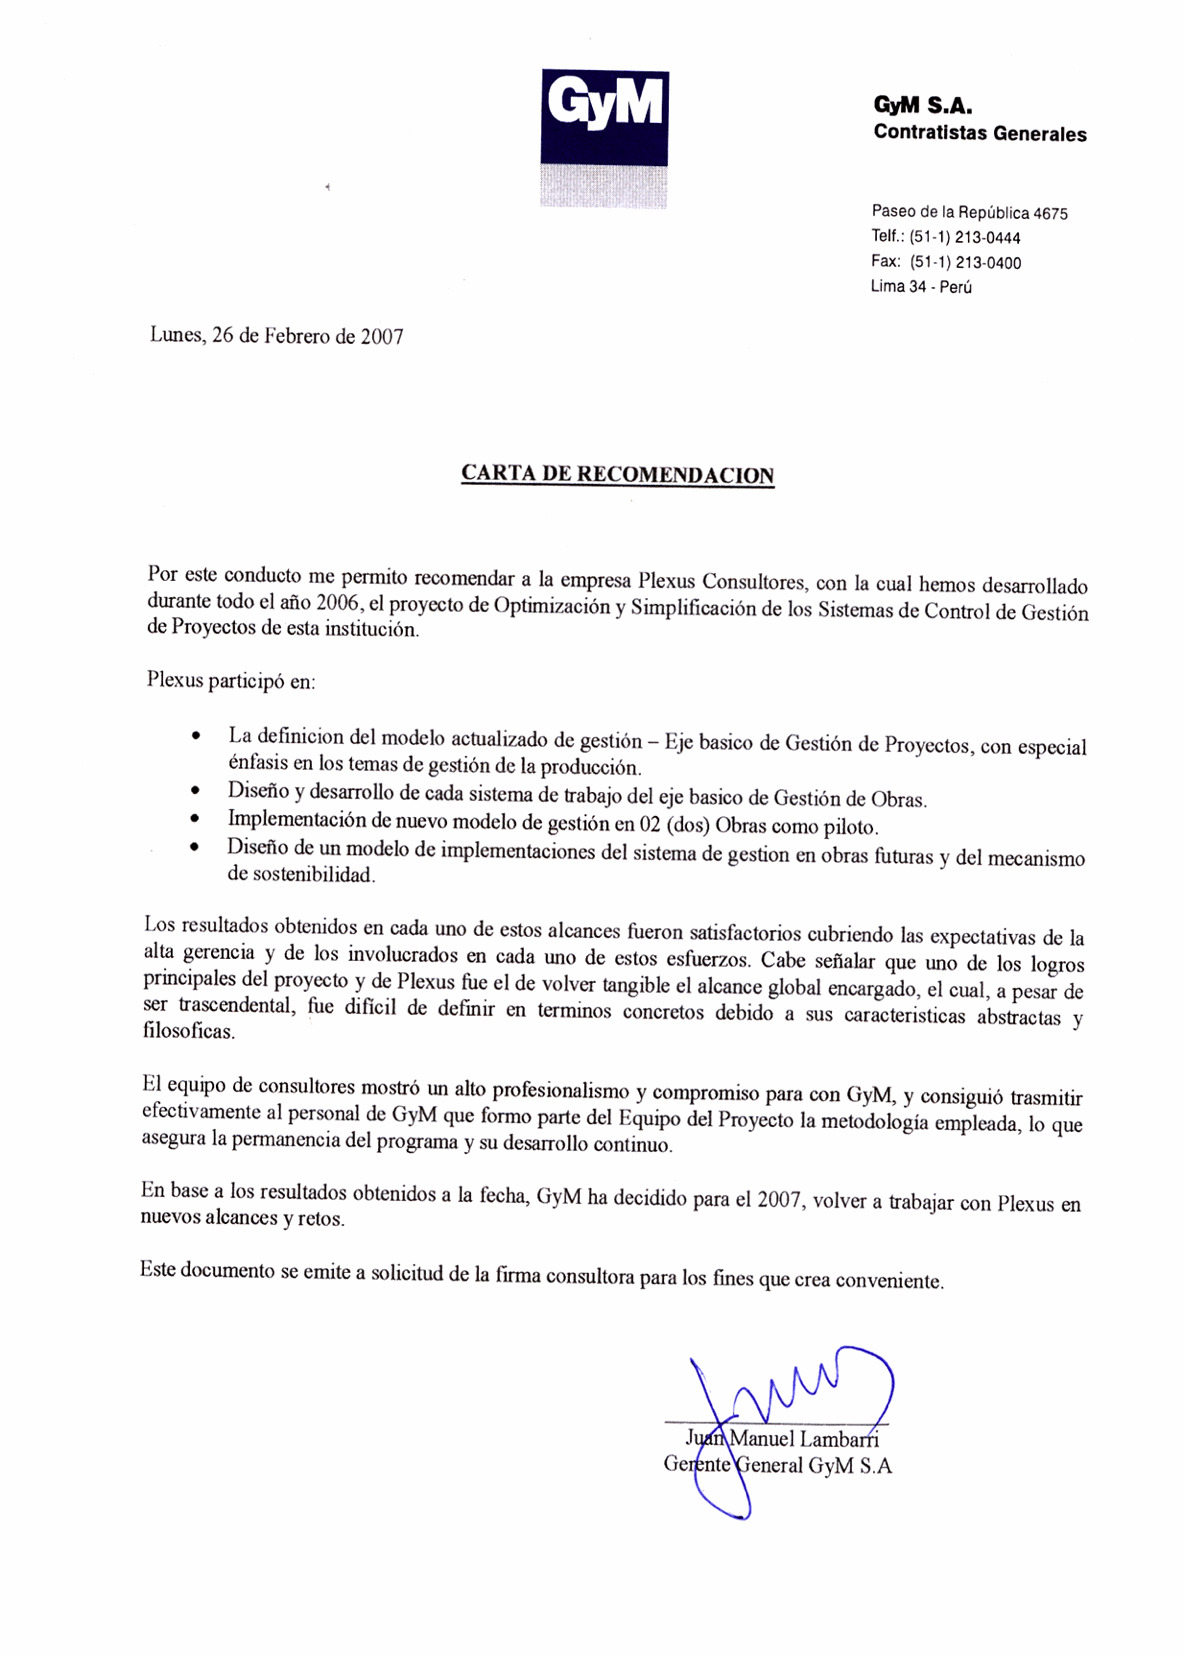 GyM
GyM S.A.
Contratistas Generales
Paseo de la República 4675
Telf.: (51-1) 213-0444
Fax: (51-1) 213-0400
Lima 34 - Perú
Lunes, 26 de Febrero de 2007
CARTA DE RECOMENDACION
Por este conducto me permito recomendar a la empresa Plexus Consultores, con la cual hemos desarrollado
durante todo el año 2006, el proyecto de Optimización y Simplificación de los Sistemas de Control de Gestión
de Proyectos de esta institución.
Plexus participó en:
• La definicion del modelo actualizado de gestión – Eje basico de Gestión de Proyectos, con especial
énfasis en los temas de gestión de la producción.
• Diseño y desarrollo de cada sistema de trabajo del eje basico de Gestión de Obras.
• Implementación de nuevo modelo de gestión en 02 (dos) Obras como piloto.
• Diseño de un modelo de implementaciones del sistema de gestion en obras futuras y del mecanismo
de sostenibilidad.
Los resultados obtenidos en cada uno de estos alcances fueron satisfactorios cubriendo las expectativas de la
alta gerencia y de los involucrados en cada uno de estos esfuerzos. Cabe señalar que uno de los logros
principales del proyecto y de Plexus fue el de volver tangible el alcance global encargado, el cual, a pesar de
ser trascendental, fue difícil de definir en terminos concretos debido a sus caracteristicas abstractas y
filosoficas.
El equipo de consultores mostró un alto profesionalismo y compromiso para con GyM, y consiguió trasmitir
efectivamente al personal de GyM que formo parte del Equipo del Proyecto la metodología empleada, lo que
asegura la permanencia del programa y su desarrollo continuo.
En base a los resultados obtenidos a la fecha, GyM ha decidido para el 2007, volver a trabajar con Plexus en
nuevos alcances y retos.
Este documento se emite a solicitud de la firma consultora para los fines que crea conveniente.
Juan Manuel Lambarri
Gerente General GyM S.A